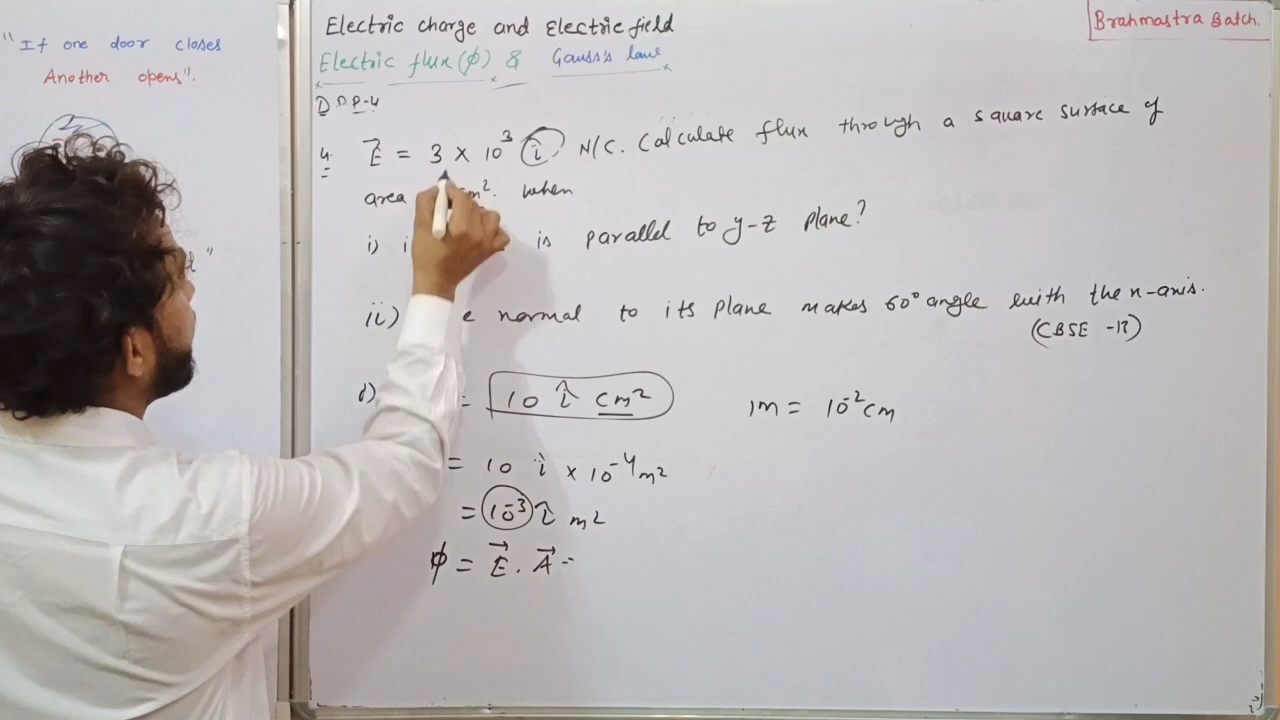 "If one door closes
Another opens".
Electric charge and Electric field
Electric flux(ϕ) & Gauss's law
Brahmastra Batch.
DPP-4
4. E⃗ = 3 × 10³ î N/C. Calculate flux through a square surface of
area m². when
i) is parallel to y-z plane?
ii) normal to its plane makes 60° angle with the x-axis.
(CBSE -13)
= 10 î cm²
1m = 10⁻² cm
= 10 î × 10⁻⁴ m²
= 10⁻³ î m²
ϕ = E⃗ . A⃗ =